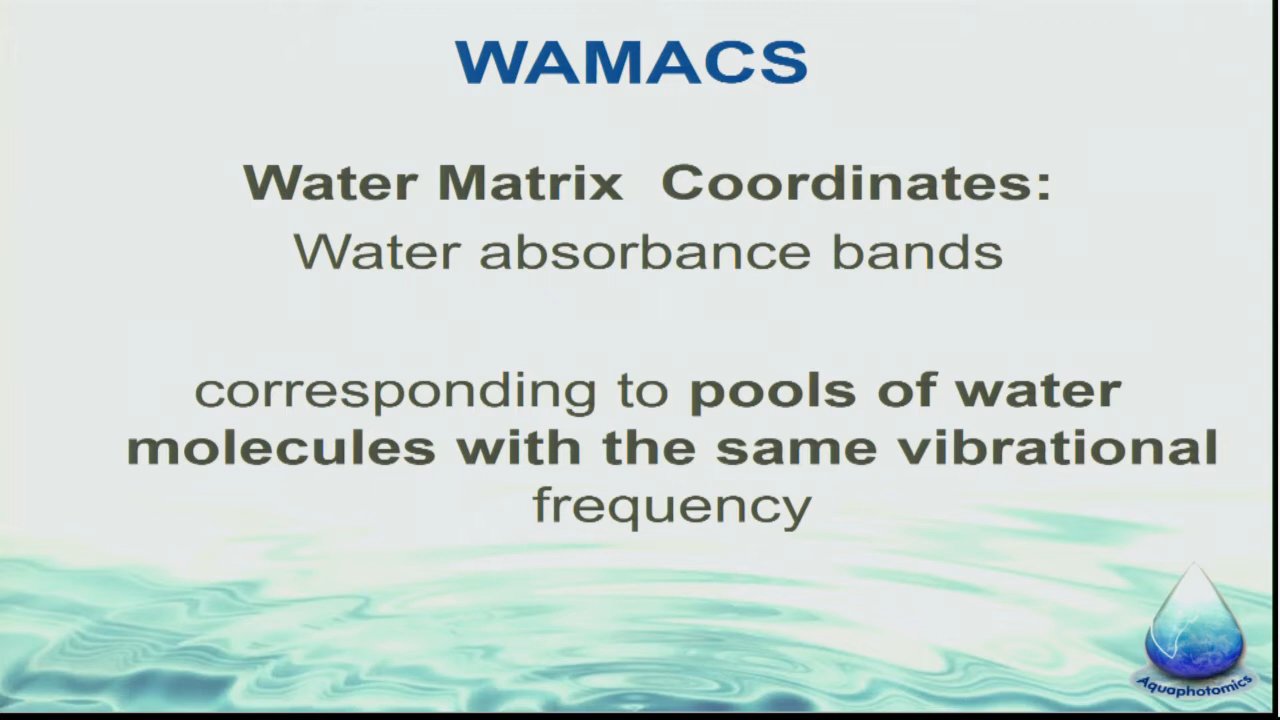 WAMACS
Water Matrix Coordinates:
Water absorbance bands
corresponding to pools of water
molecules with the same vibrational
frequency
Aquaphotomics